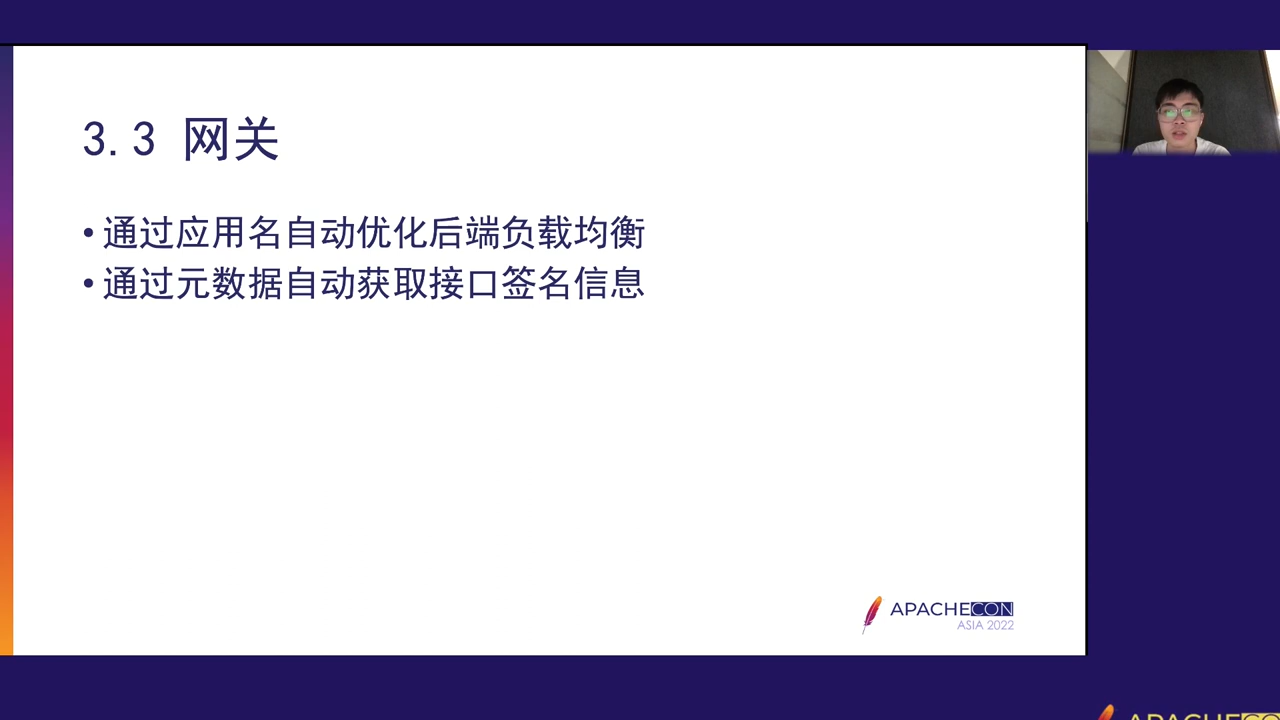 3.3 网关
• 通过应用名自动优化后端负载均衡
• 通过元数据自动获取接口签名信息
APACHECON
ASIA 2022
APACHECO